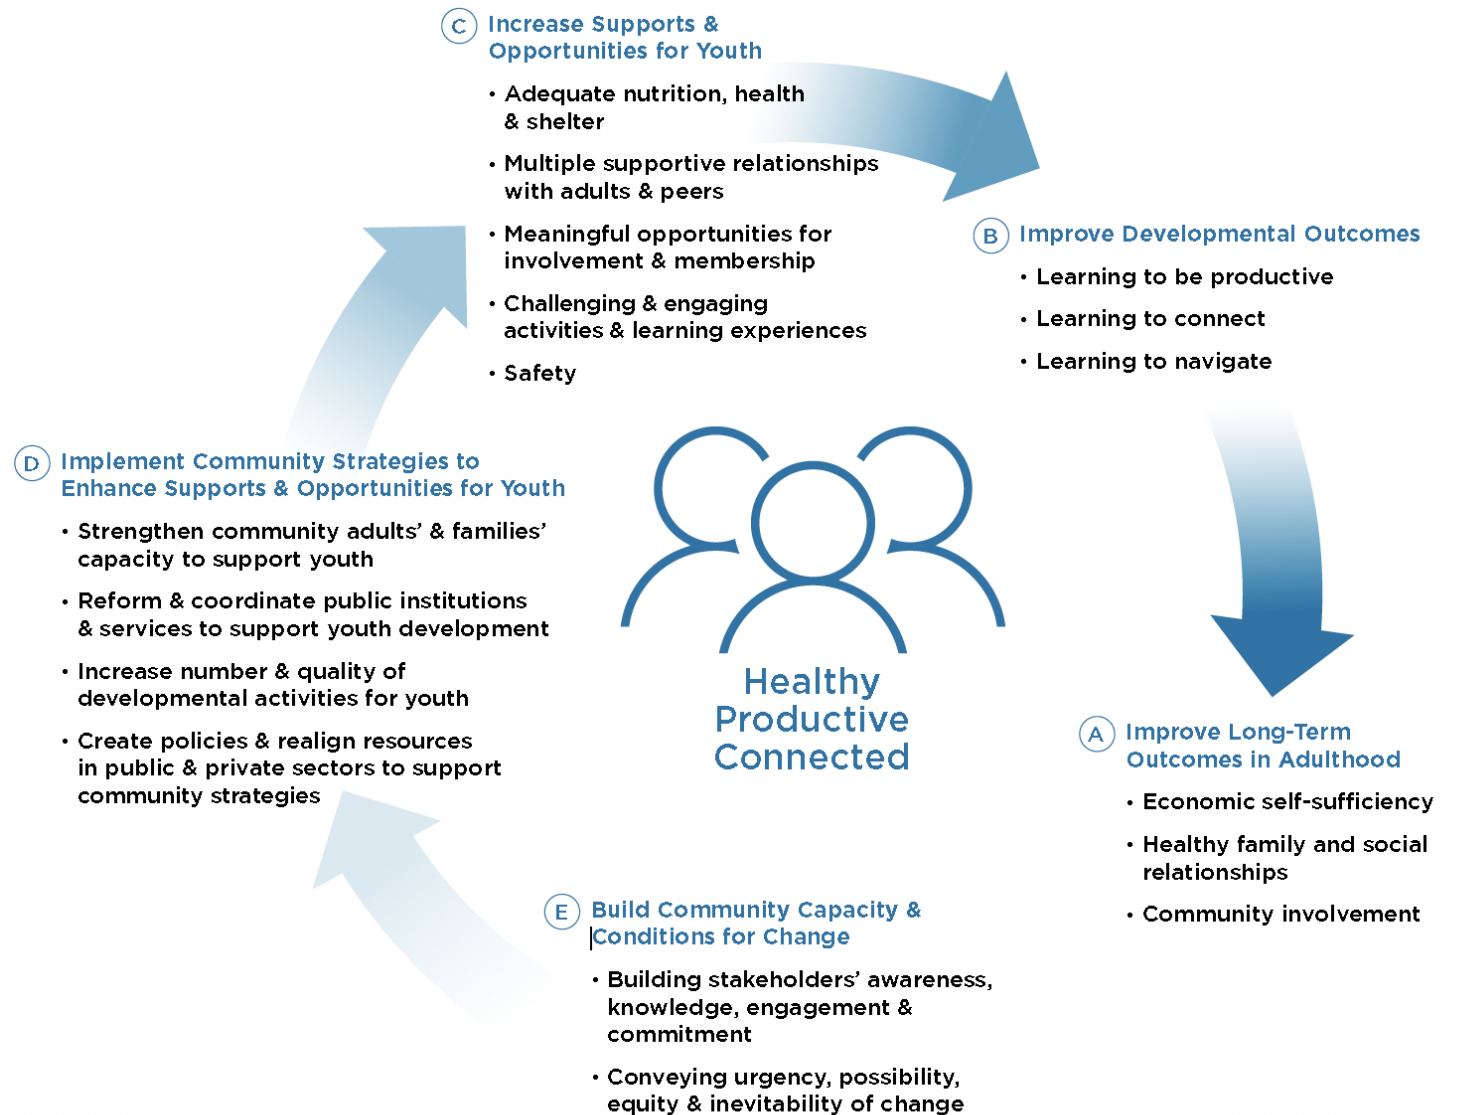 C Increase Supports &
Opportunities for Youth
• Adequate nutrition, health
& shelter
• Multiple supportive relationships
with adults & peers
• Meaningful opportunities for
involvement & membership
• Challenging & engaging
activities & learning experiences
• Safety
B Improve Developmental Outcomes
• Learning to be productive
• Learning to connect
• Learning to navigate
D Implement Community Strategies to
Enhance Supports & Opportunities for Youth
• Strengthen community adults’ & families’
capacity to support youth
• Reform & coordinate public institutions
& services to support youth development
• Increase number & quality of
developmental activities for youth
• Create policies & realign resources
in public & private sectors to support
community strategies
Healthy
Productive
Connected
A Improve Long-Term
Outcomes in Adulthood
• Economic self-sufficiency
• Healthy family and social
relationships
• Community involvement
E Build Community Capacity &
Conditions for Change
• Building stakeholders’ awareness,
knowledge, engagement &
commitment
• Conveying urgency, possibility,
equity & inevitability of change